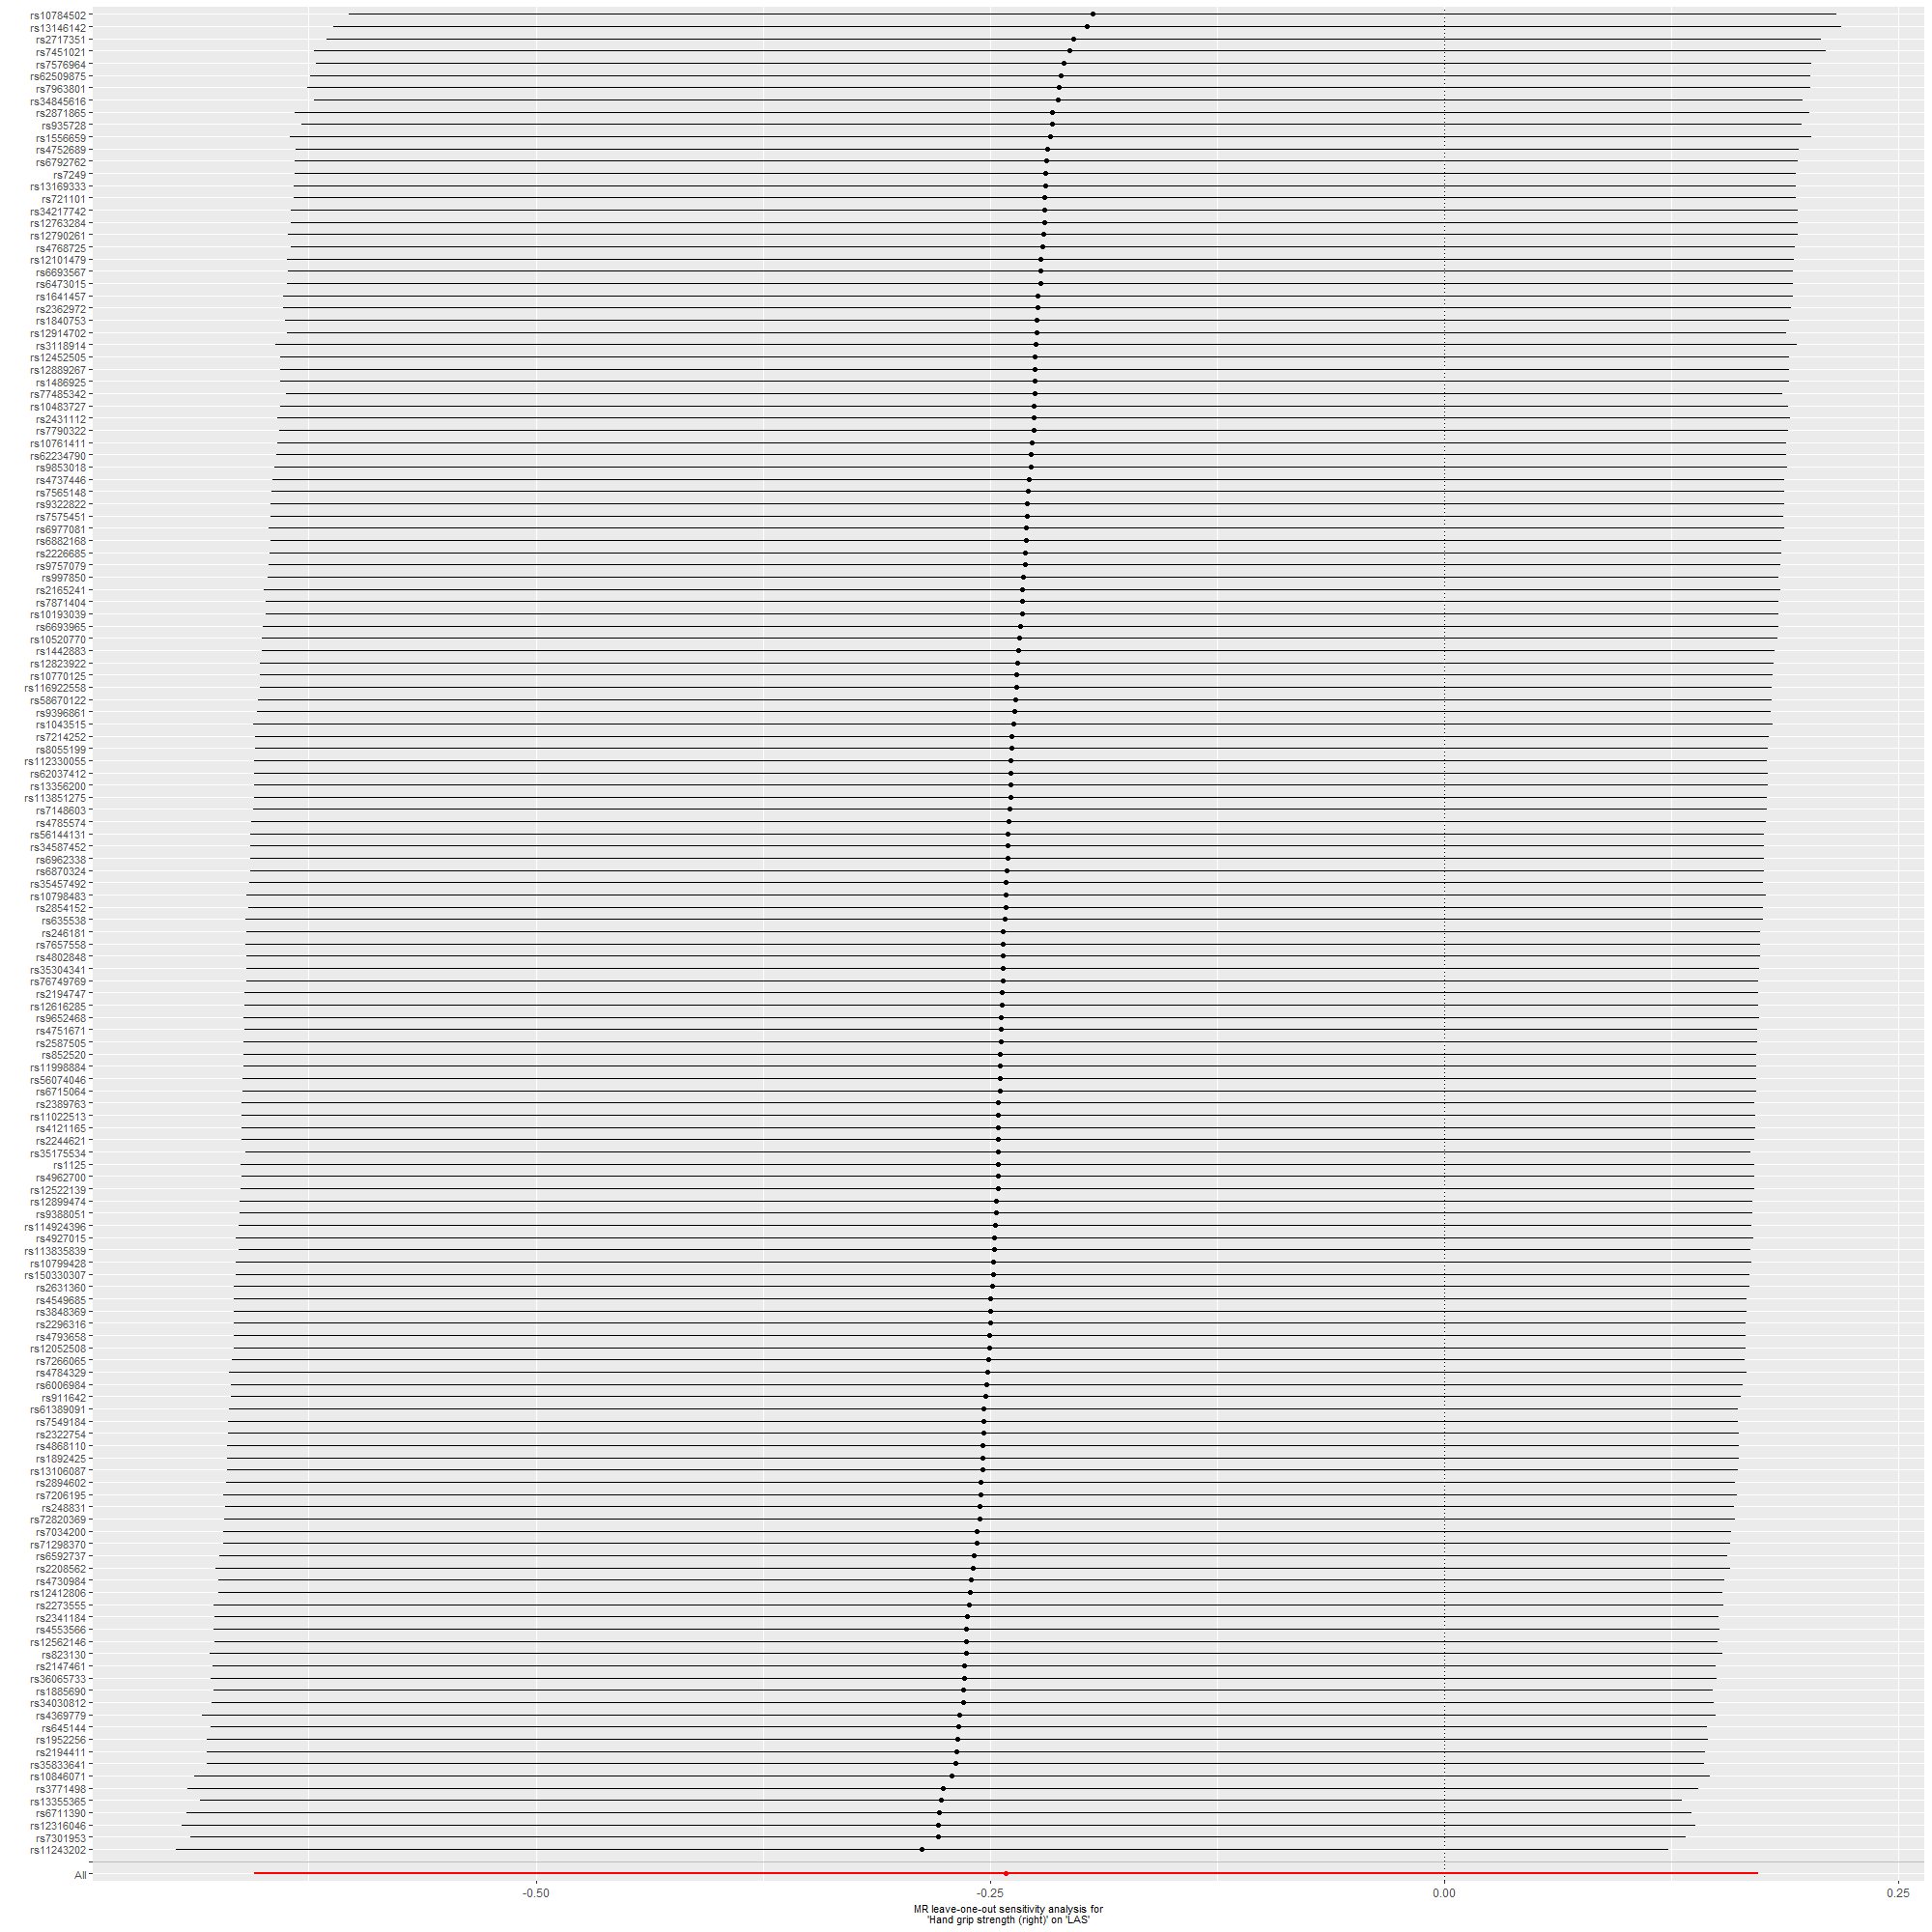 rs10784502
rs13146142
rs2717351
rs7451021
rs7576964
rs62509875
rs7963801
rs34845616
rs2871865
rs935728
rs1556659
rs4752689
rs6792762
rs7249
rs13169333
rs721101
rs34217742
rs12763284
rs12790261
rs4768725
rs12101479
rs6693567
rs6473015
rs1641457
rs2362972
rs1840753
rs12914702
rs3118914
rs12452505
rs12889267
rs1486925
rs77485342
rs10483727
rs2431112
rs7790322
rs10761411
rs62234790
rs9853018
rs4737446
rs7565148
rs9322822
rs7575451
rs6977081
rs6882168
rs2226685
rs9757079
rs997850
rs2165241
rs7871404
rs10193039
rs6693965
rs10520770
rs1442883
rs12823922
rs10770125
rs116922558
rs58670122
rs9396861
rs1043515
rs7214252
rs8055199
rs112330055
rs62037412
rs13356200
rs113851275
rs7148603
rs4785574
rs56144131
rs34587452
rs6962338
rs6870324
rs35457492
rs10798483
rs2854152
rs635538
rs246181
rs7657558
rs4802848
rs35304341
rs76749769
rs2194747
rs12616285
rs9652468
rs4751671
rs2587505
rs852520
rs11998884
rs56074046
rs6715064
rs2389763
rs11022513
rs4121165
rs2244621
rs35175534
rs1125
rs4962700
rs12522139
rs12899474
rs9388051
rs114924396
rs4927015
rs113835839
rs10799428
rs150330307
rs2631360
rs4549685
rs3848369
rs2296316
rs4793658
rs12052508
rs7266065
rs4784329
rs6006984
rs911642
rs61389091
rs7549184
rs2322754
rs4868110
rs1892425
rs13106087
rs2894602
rs7206195
rs248831
rs72820369
rs7034200
rs71298370
rs6592737
rs2208562
rs4730984
rs12412806
rs2273555
rs2341184
rs4553566
rs12562146
rs823130
rs2147461
rs36065733
rs1885690
rs34030812
rs4369779
rs645144
rs1952256
rs2194411
rs35833641
rs10846071
rs3771498
rs13355365
rs6711390
rs12316046
rs7301953
rs11243202
All
-0.50 -0.25 0.00 0.25
MR leave-one-out sensitivity analysis for
'Hand grip strength (right)' on 'LAS'